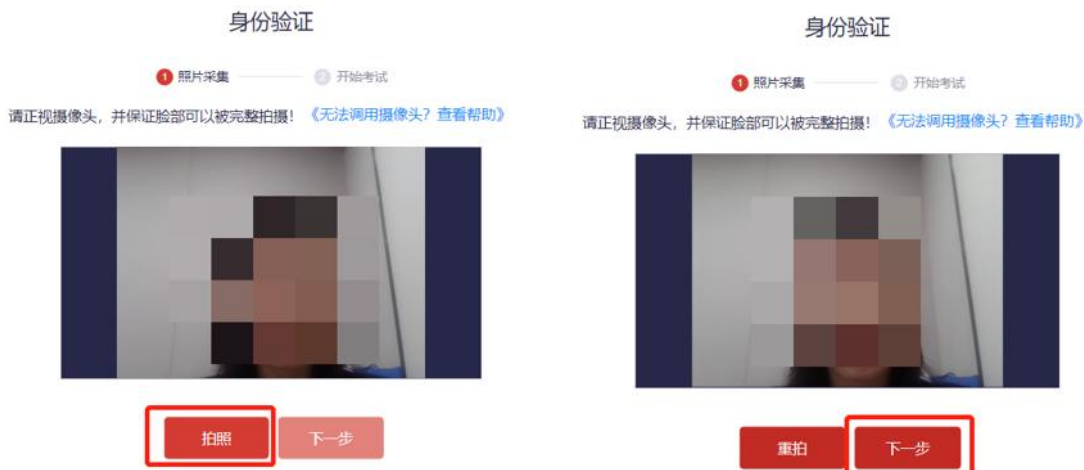 身份验证
1 照片采集 2 开始考试
请正视摄像头，并保证脸部可以被完整拍摄！《无法调用摄像头？查看帮助》
拍照 下一步
身份验证
1 照片采集 2 开始考试
请正视摄像头，并保证脸部可以被完整拍摄！《无法调用摄像头？查看帮助》
重拍 下一步